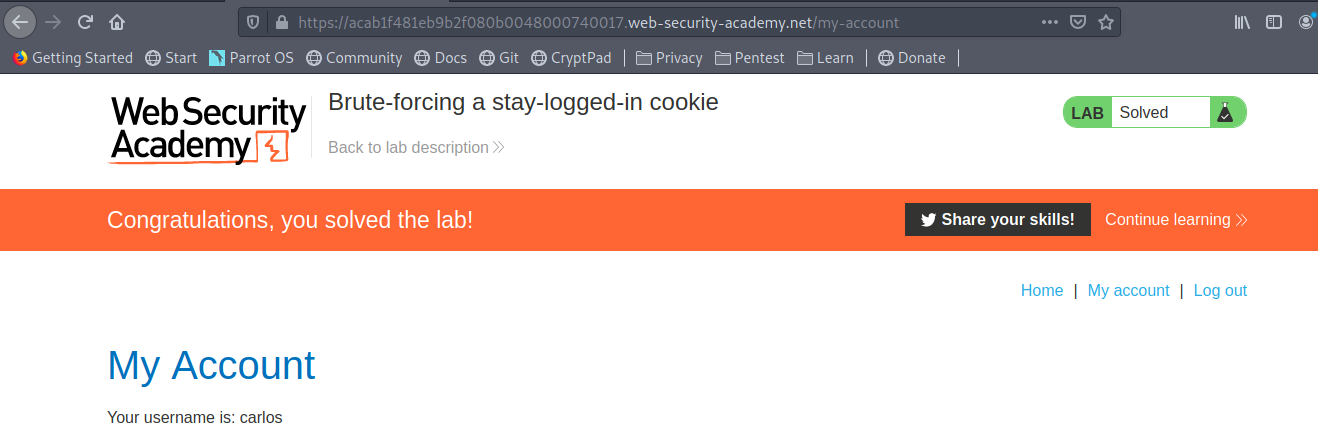 https://acab1f481eb9b2f080b0048000740017.web-security-academy.net/my-account
Getting Started Start Parrot OS Community Docs Git CryptPad Privacy Pentest Learn Donate
Web Security
Academy
Brute-forcing a stay-logged-in cookie
Back to lab description
LAB Solved
Congratulations, you solved the lab!
Share your skills! Continue learning
Home | My account | Log out
My Account
Your username is: carlos